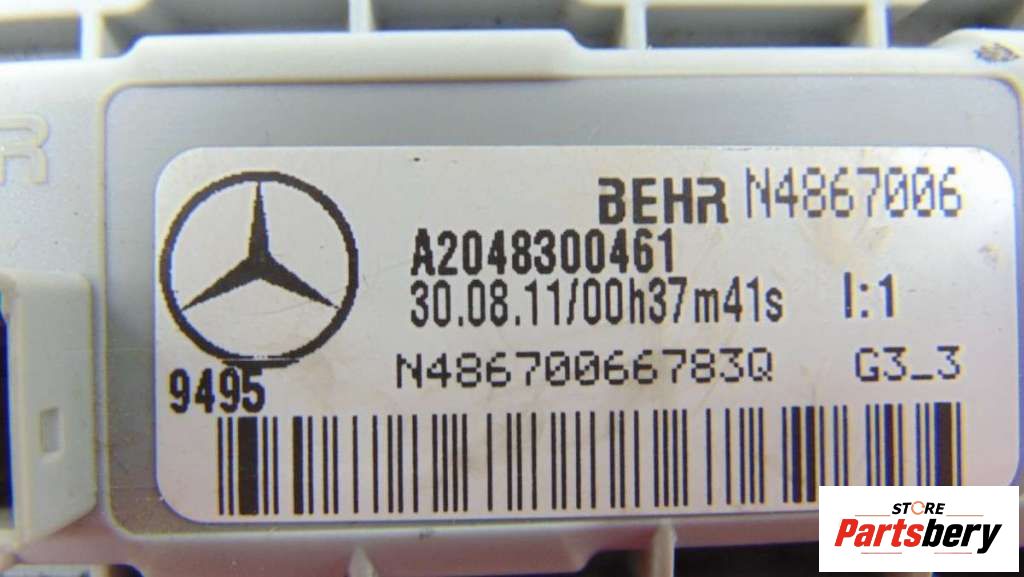 R
BEHR N4867006
A2048300461
30.08.11/00h37m41s I:1
N48670066783Q G3_3
9495
STORE
Partsbery